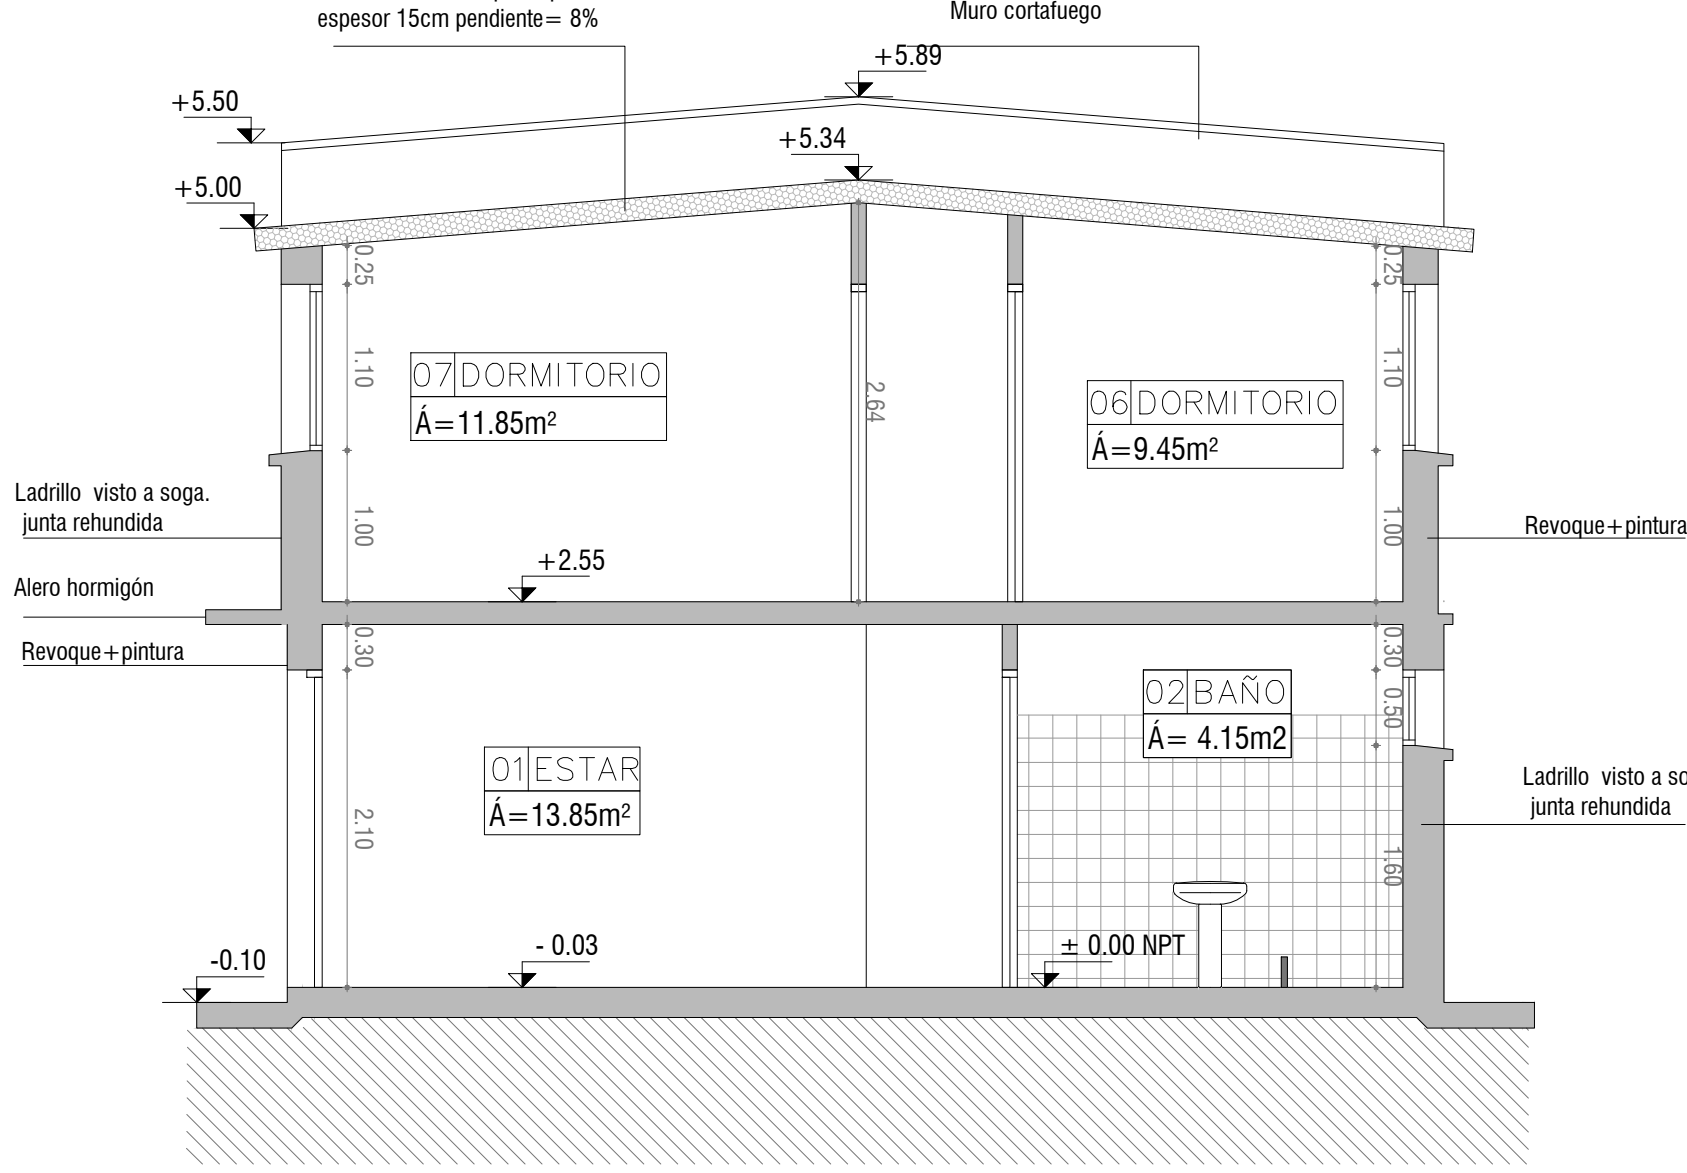 espesor 15cm pendiente= 8%
Muro cortafuego
+5.89
+5.50
+5.34
+5.00
0.25
0.25
1.10
07 DORMITORIO
Á=11.85m²
2.64
06 DORMITORIO
Á=9.45m²
1.10
Ladrillo visto a soga.
junta rehundida
1.00
1.00
Revoque+pintura
+2.55
Alero hormigón
Revoque+pintura
0.30
0.30
02 BAÑO
Á= 4.15m2
0.50
01 ESTAR
Á=13.85m²
2.10
Ladrillo visto a so
junta rehundida
1.60
-0.10
- 0.03
± 0.00 NPT